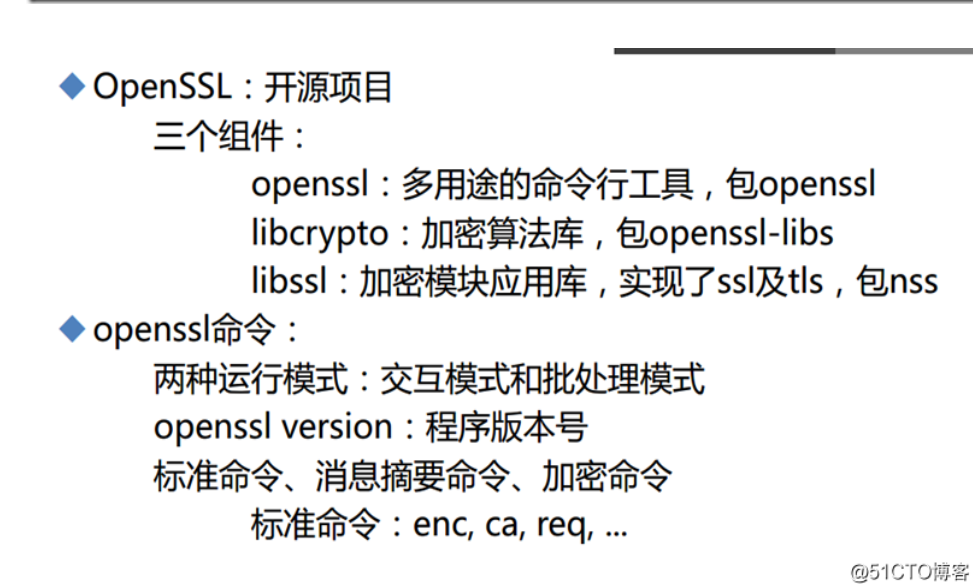 OpenSSL：开源项目
三个组件：
openssl：多用途的命令行工具，包openssl
libcrypto：加密算法库，包openssl-libs
libssl：加密模块应用库，实现了ssl及tls，包nss
openssl命令：
两种运行模式：交互模式和批处理模式
openssl version：程序版本号
标准命令、消息摘要命令、加密命令
标准命令：enc, ca, req, ...
@51CTO博客